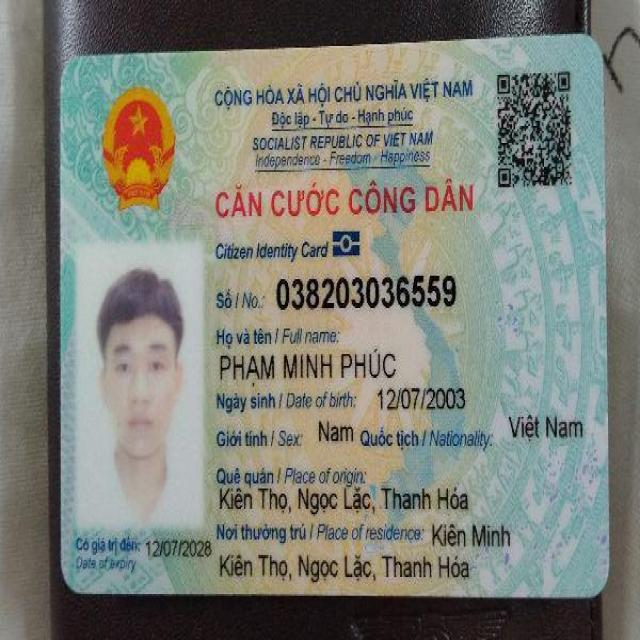 CỘNG HÒA XÃ HỘI CHỦ NGHĨA VIỆT NAM
Độc lập - Tự do - Hạnh phúc
SOCIALIST REPUBLIC OF VIET NAM
Independence - Freedom - Happiness
CĂN CƯỚC CÔNG DÂN
Citizen Identity Card
Số / No.: 038203036559
Họ và tên / Full name:
PHẠM MINH PHÚC
Ngày sinh / Date of birth: 12/07/2003
Giới tính / Sex: Nam Quốc tịch / Nationality: Việt Nam
Quê quán / Place of origin:
Kiên Thọ, Ngọc Lặc, Thanh Hóa
Nơi thường trú / Place of residence: Kiên Minh
Kiên Thọ, Ngọc Lặc, Thanh Hóa
Có giá trị đến: 12/07/2028
Date of expiry